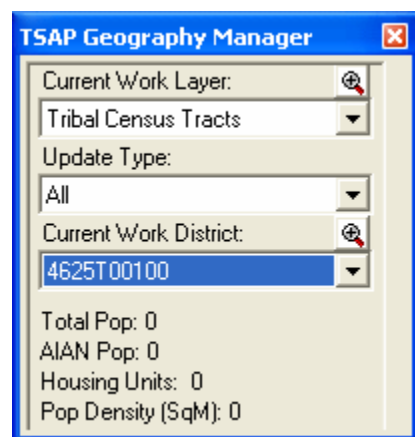 TSAP Geography Manager
Current Work Layer:
Tribal Census Tracts
Update Type:
All
Current Work District:
4625T00100
Total Pop: 0
AIAN Pop: 0
Housing Units: 0
Pop Density (SqM): 0